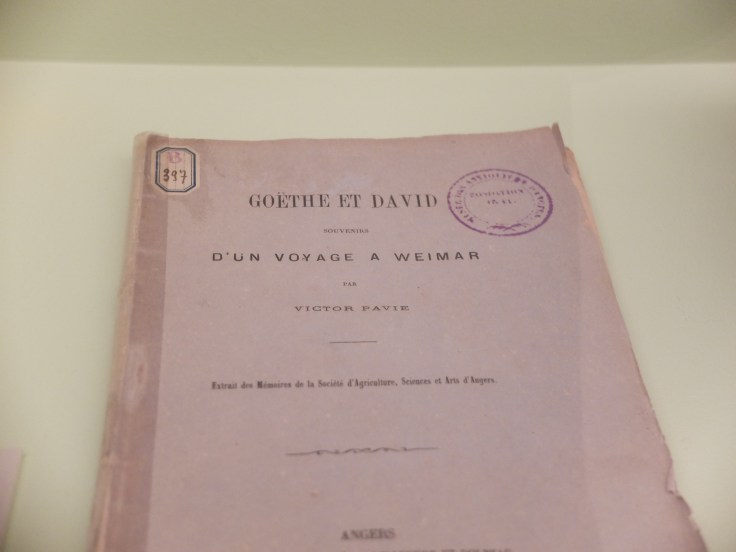 B
397
GOËTHE ET DAVID
SOUVENIRS
D'UN VOYAGE A WEIMAR
PAR
VICTOR PAVIE
Extrait des Mémoires de la Société d'Agriculture, Sciences et Arts d'Angers.
ANGERS